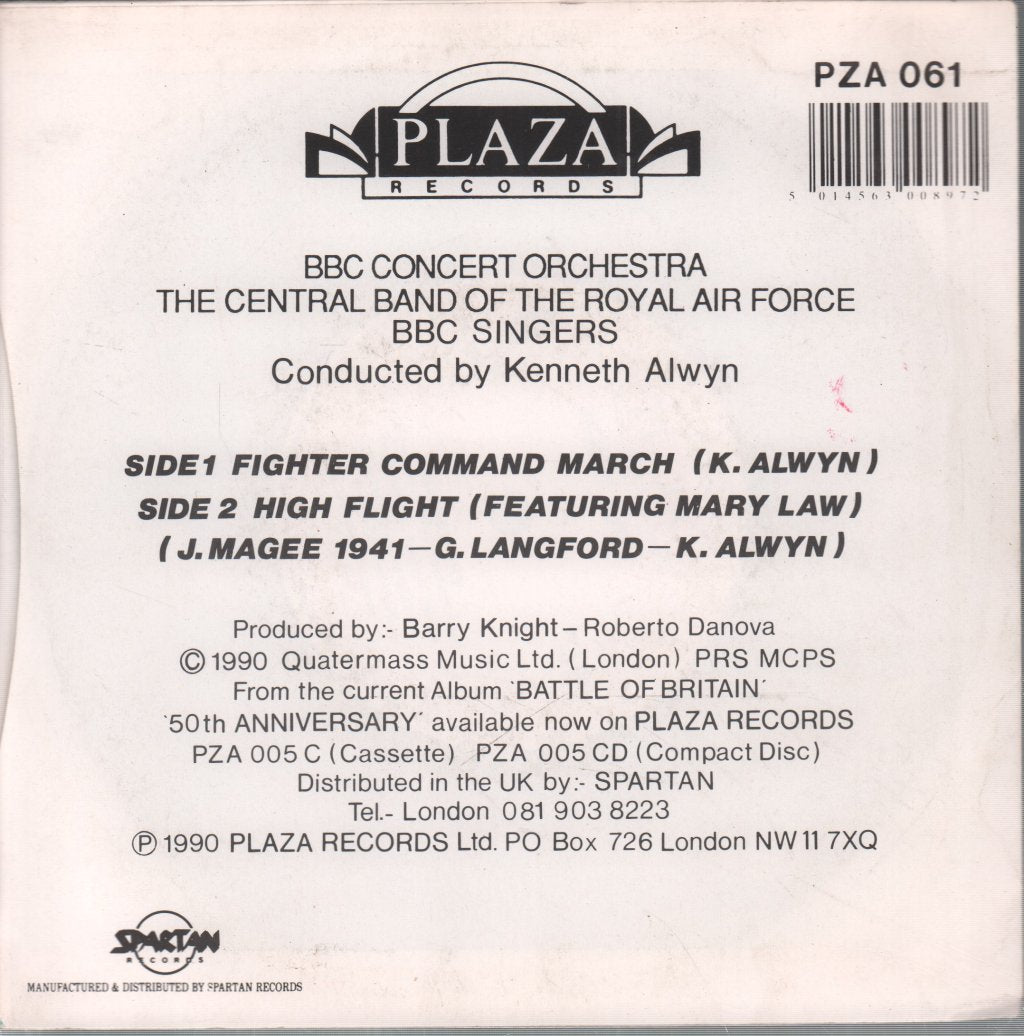 PZA 061
5 014563 008972
PLAZA
RECORDS
BBC CONCERT ORCHESTRA
THE CENTRAL BAND OF THE ROYAL AIR FORCE
BBC SINGERS
Conducted by Kenneth Alwyn
SIDE 1 FIGHTER COMMAND MARCH (K. ALWYN)
SIDE 2 HIGH FLIGHT (FEATURING MARY LAW)
(J. MAGEE 1941–G. LANGFORD–K. ALWYN)
Produced by:- Barry Knight – Roberto Danova
© 1990 Quatermass Music Ltd. (London) PRS MCPS
From the current Album 'BATTLE OF BRITAIN'
'50th ANNIVERSARY' available now on PLAZA RECORDS
PZA 005 C (Cassette) PZA 005 CD (Compact Disc)
Distributed in the UK by:- SPARTAN
Tel.- London 081 903 8223
℗ 1990 PLAZA RECORDS Ltd. PO Box 726 London NW11 7XQ
SPARTAN
RECORDS
MANUFACTURED & DISTRIBUTED BY SPARTAN RECORDS